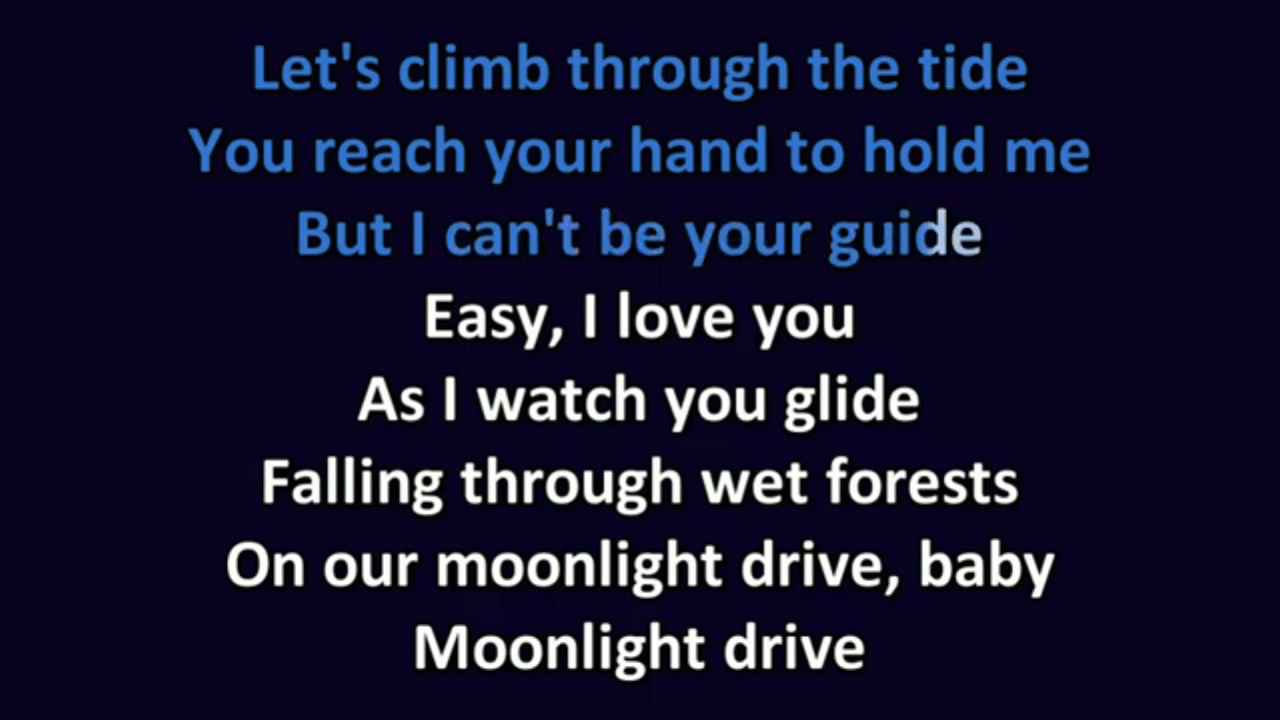 Let's climb through the tide
You reach your hand to hold me
But I can't be your guide
Easy, I love you
As I watch you glide
Falling through wet forests
On our moonlight drive, baby
Moonlight drive